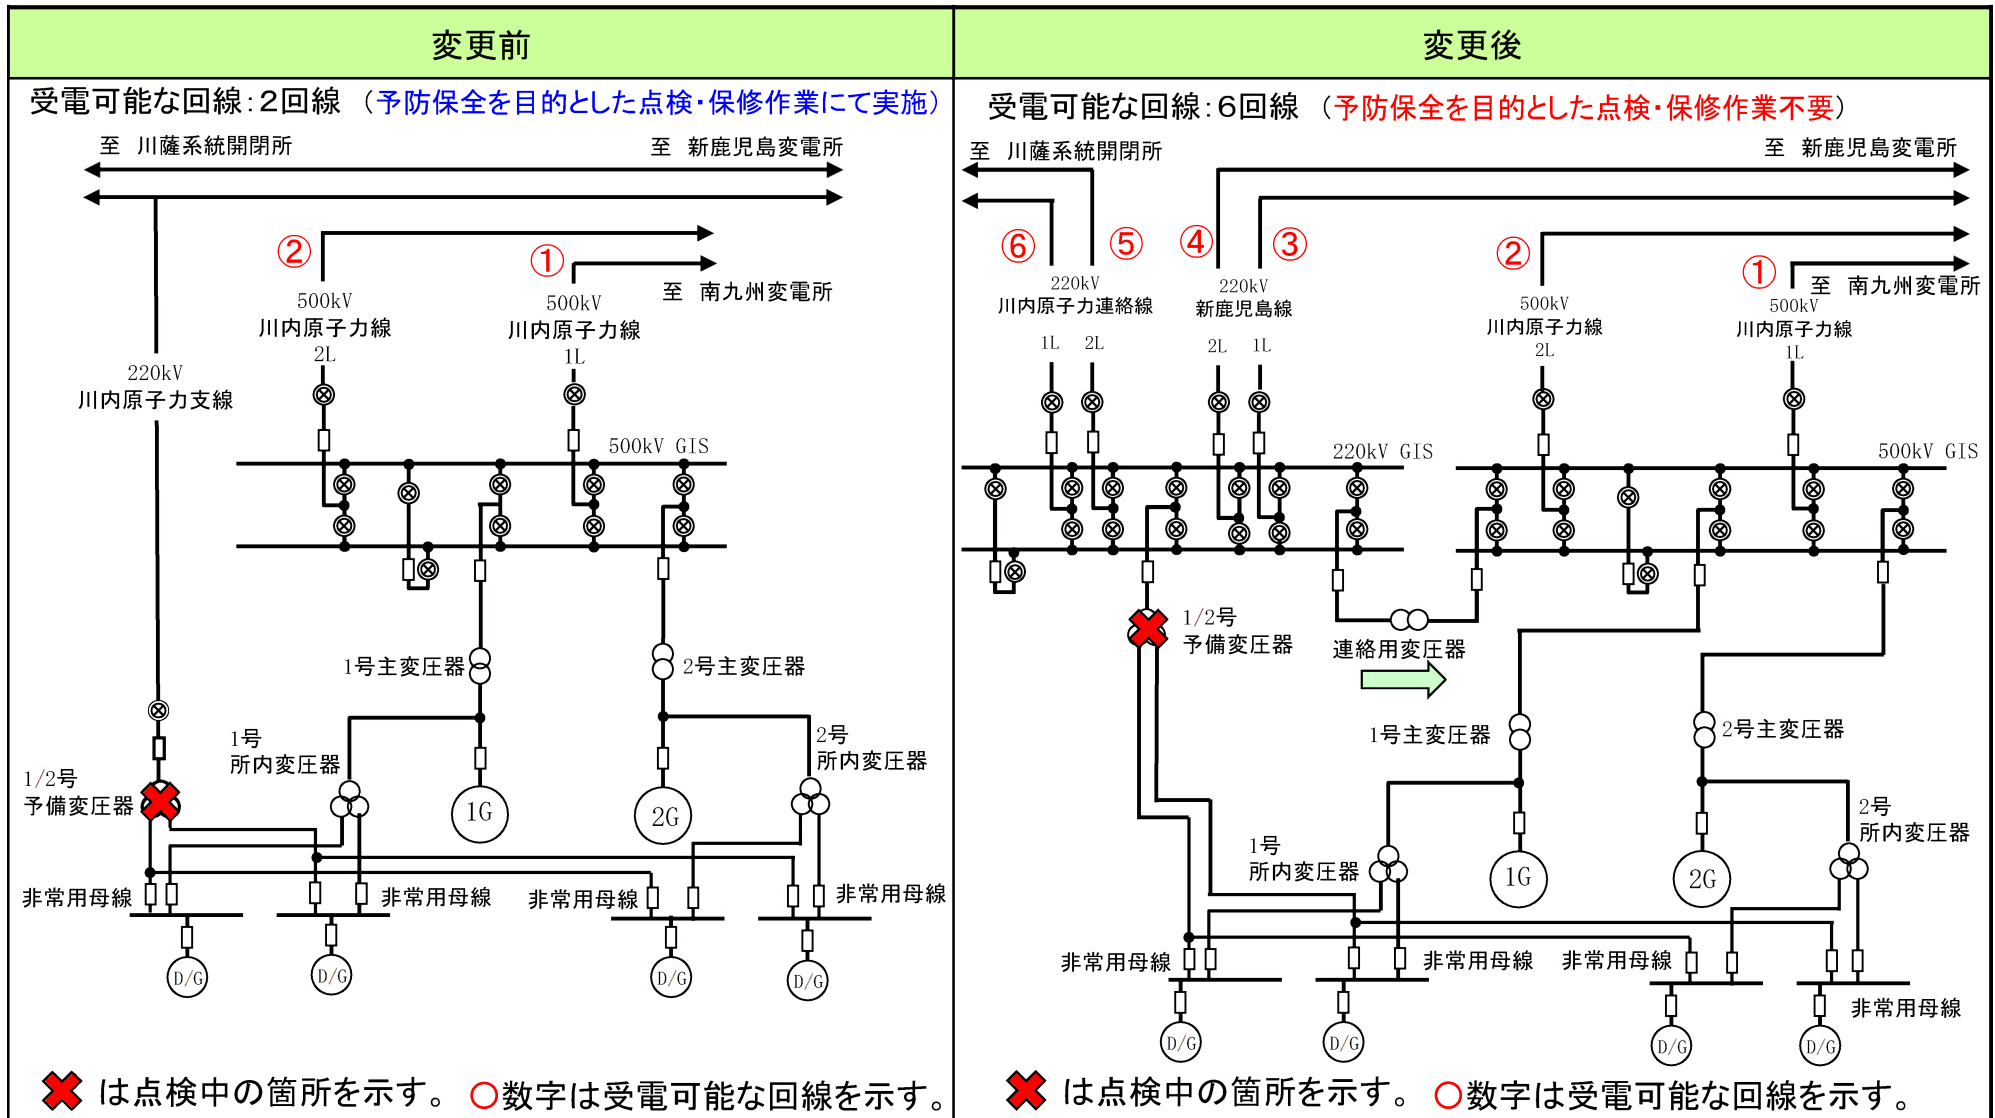 変更前
受電可能な回線：２回線 （予防保全を目的とした点検・保修作業にて実施）
至 川薩系統開閉所
至 新鹿児島変電所
②
①
至 南九州変電所
500kV
川内原子力線
2L
500kV
川内原子力線
1L
220kV
川内原子力支線
500kV GIS
1号主変圧器
2号主変圧器
1号
所内変圧器
2号
所内変圧器
1/2号
予備変圧器
1G
2G
非常用母線
非常用母線
非常用母線
非常用母線
D/G
D/G
D/G
D/G
は点検中の箇所を示す。
○数字は受電可能な回線を示す。
変更後
受電可能な回線：6回線 （予防保全を目的とした点検・保修作業不要）
至 川薩系統開閉所
至 新鹿児島変電所
⑥
⑤
④
③
②
①
至 南九州変電所
220kV
川内原子力連絡線
1L
2L
220kV
新鹿児島線
2L
1L
500kV
川内原子力線
2L
500kV
川内原子力線
1L
220kV GIS
500kV GIS
1/2号
予備変圧器
連絡用変圧器
1号主変圧器
2号主変圧器
1号
所内変圧器
2号
所内変圧器
1G
2G
非常用母線
非常用母線
非常用母線
非常用母線
D/G
D/G
D/G
D/G
は点検中の箇所を示す。
○数字は受電可能な回線を示す。